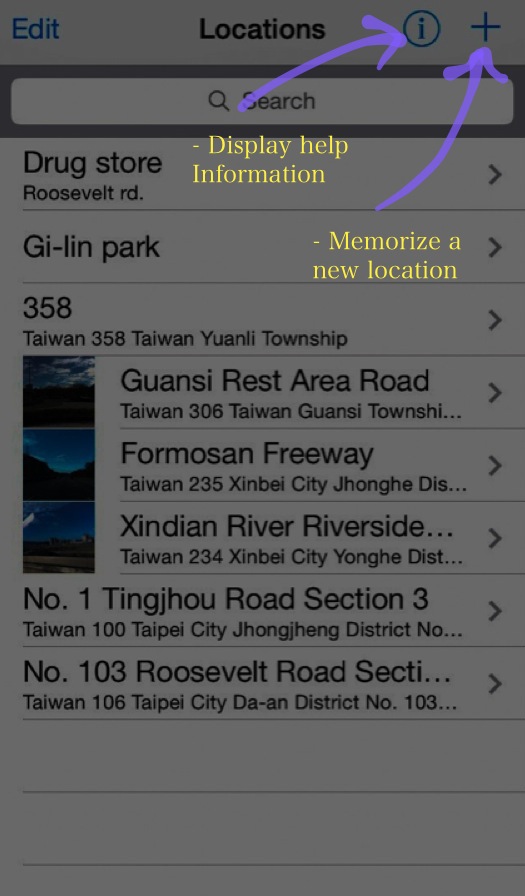 Edit Locations i +
Search
- Display help
Information
Drug store
Roosevelt rd.
- Memorize a
new location
Gi-lin park
358
Taiwan 358 Taiwan Yuanli Township
Guansi Rest Area Road
Taiwan 306 Taiwan Guansi Townshi...
Formosan Freeway
Taiwan 235 Xinbei City Jhonghe Dis...
Xindian River Riverside...
Taiwan 234 Xinbei City Yonghe Dist...
No. 1 Tingjhou Road Section 3
Taiwan 100 Taipei City Jhongjheng District No...
No. 103 Roosevelt Road Secti...
Taiwan 106 Taipei City Da-an District No. 103...